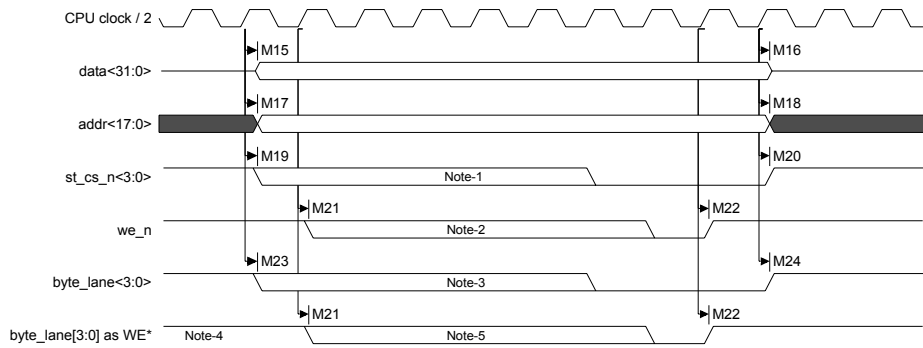 CPU clock / 2
M15 M16
data<31:0>
M17 M18
addr<17:0>
M19 M20
st_cs_n<3:0> Note-1
M21 M22
we_n Note-2
M23 M24
byte_lane<3:0> Note-3
M21 M22
byte_lane[3:0] as WE* Note-4 Note-5